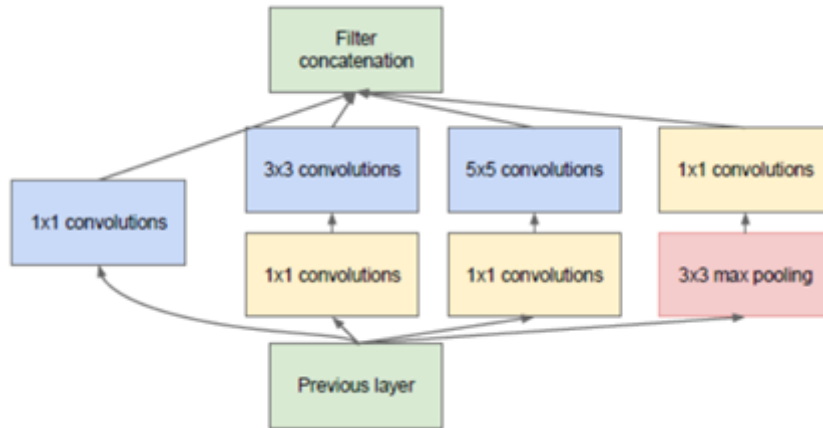 Filter
concatenation
3x3 convolutions
5x5 convolutions
1x1 convolutions
1x1 convolutions
1x1 convolutions
1x1 convolutions
3x3 max pooling
Previous layer